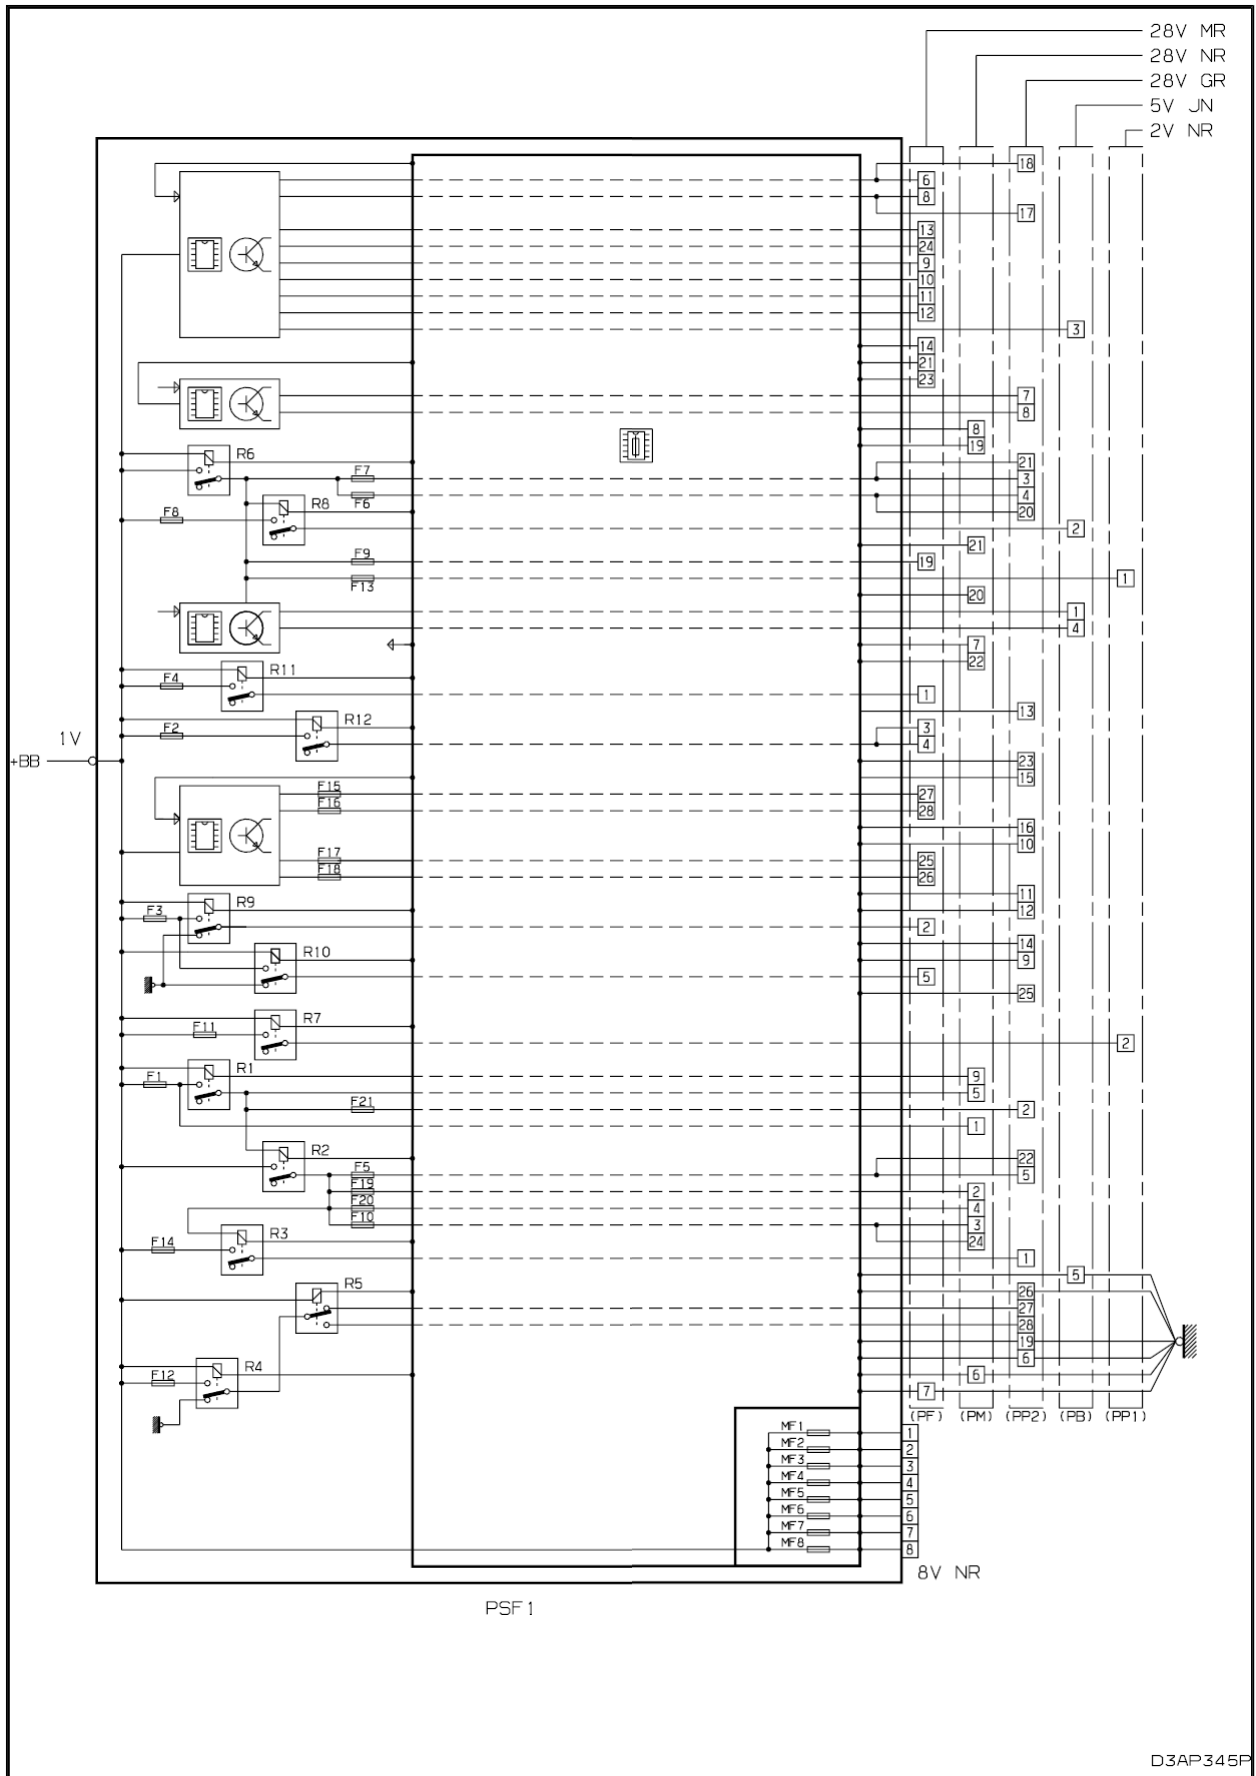 28V MR
28V NR
28V GR
5V JN
2V NR
18
6
8
17
13
24
9
10
11
12
3
14
21
23
7
8
8
R6
19
21
F7
3
R8
F6
4
F8
20
2
21
F9
19
F13
1
20
1
4
7
R11
22
F4
1
R12
13
F2
3
1V
4
+BB
23
15
F15
27
F16
28
16
10
F17
25
F18
26
11
R9
F3
12
2
14
R10
9
5
25
R7
F11
2
R1
F1
9
5
F21
2
1
R2
22
F5
5
F19
2
F20
4
F10
3
R3
24
F14
1
5
R5
26
27
28
19
6
R4
F12
6
7
(PF) (PM) (PP2) (PB) (PP1)
MF1 1
MF2 2
MF3 3
MF4 4
MF5 5
MF6 6
MF7 7
MF8 8
8V NR
PSF1
D3AP345P